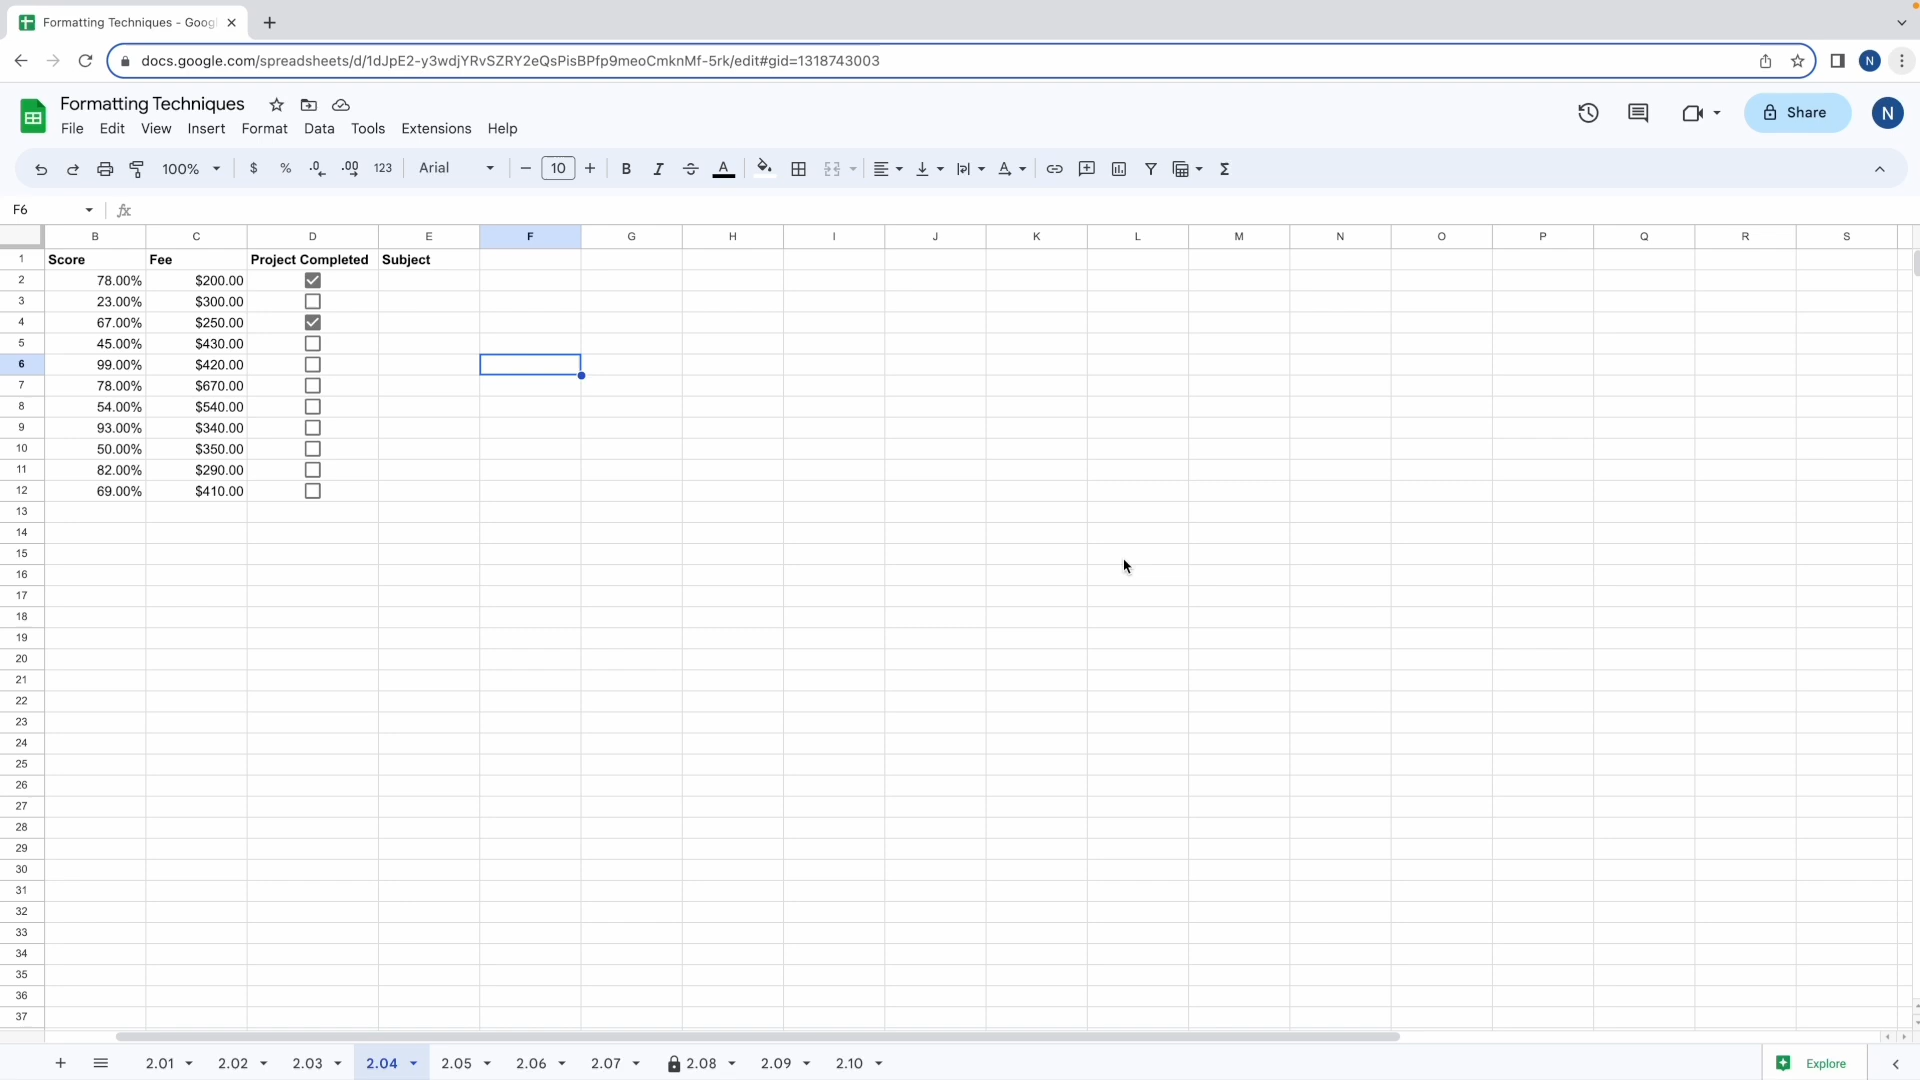 Formatting Techniques - Goog
docs.google.com/spreadsheets/d/1dJpE2-y3wdjYRvSZRY2eQsPisBPfp9meoCmknMf-5rk/edit#gid=1318743003
N
Formatting Techniques
File Edit View Insert Format Data Tools Extensions Help
Share
N
100% $ % .0 .00 123 Arial 10 B I S A Σ
F6 fx
B C D E F G H I J K L M N O P Q R S
1 Score Fee Project Completed Subject
2 78.00% $200.00
3 23.00% $300.00
4 67.00% $250.00
5 45.00% $430.00
6 99.00% $420.00
7 78.00% $670.00
8 54.00% $540.00
9 93.00% $340.00
10 50.00% $350.00
11 82.00% $290.00
12 69.00% $410.00
13
14
15
16
17
18
19
20
21
22
23
24
25
26
27
28
29
30
31
32
33
34
35
36
37
2.01 2.02 2.03 2.04 2.05 2.06 2.07 2.08 2.09 2.10 Explore